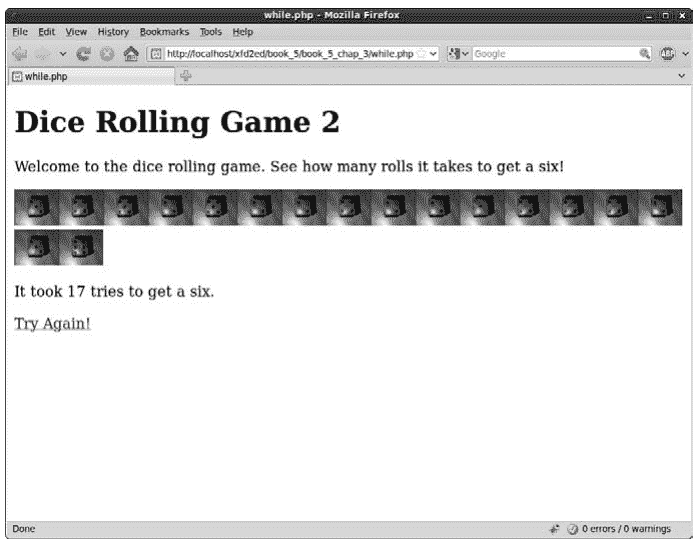 while.php - Mozilla Firefox
File Edit View History Bookmarks Tools Help
http://localhost/xfd2ed/book_5/book_5_chap_3/while.php
Google
ABP
while.php
Dice Rolling Game 2
Welcome to the dice rolling game. See how many rolls it takes to get a six!
It took 17 tries to get a six.
Try Again!
Done
0 errors / 0 warnings